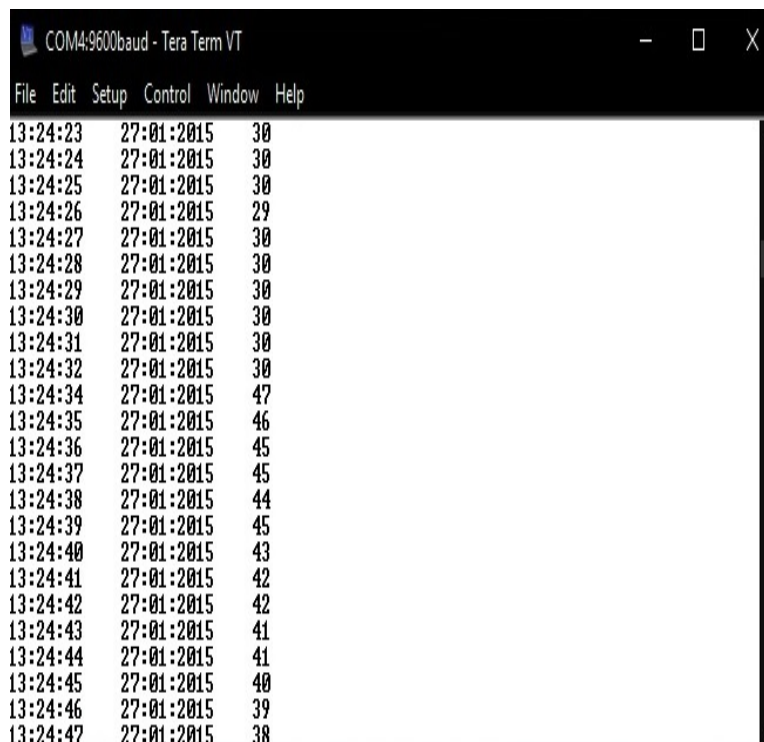 COM4:9600baud - Tera Term VT
File Edit Setup Control Window Help
13:24:23 27:01:2015 30
13:24:24 27:01:2015 30
13:24:25 27:01:2015 30
13:24:26 27:01:2015 29
13:24:27 27:01:2015 30
13:24:28 27:01:2015 30
13:24:29 27:01:2015 30
13:24:30 27:01:2015 30
13:24:31 27:01:2015 30
13:24:32 27:01:2015 30
13:24:34 27:01:2015 47
13:24:35 27:01:2015 46
13:24:36 27:01:2015 45
13:24:37 27:01:2015 45
13:24:38 27:01:2015 44
13:24:39 27:01:2015 45
13:24:40 27:01:2015 43
13:24:41 27:01:2015 42
13:24:42 27:01:2015 42
13:24:43 27:01:2015 41
13:24:44 27:01:2015 41
13:24:45 27:01:2015 40
13:24:46 27:01:2015 39
13:24:47 27:01:2015 38